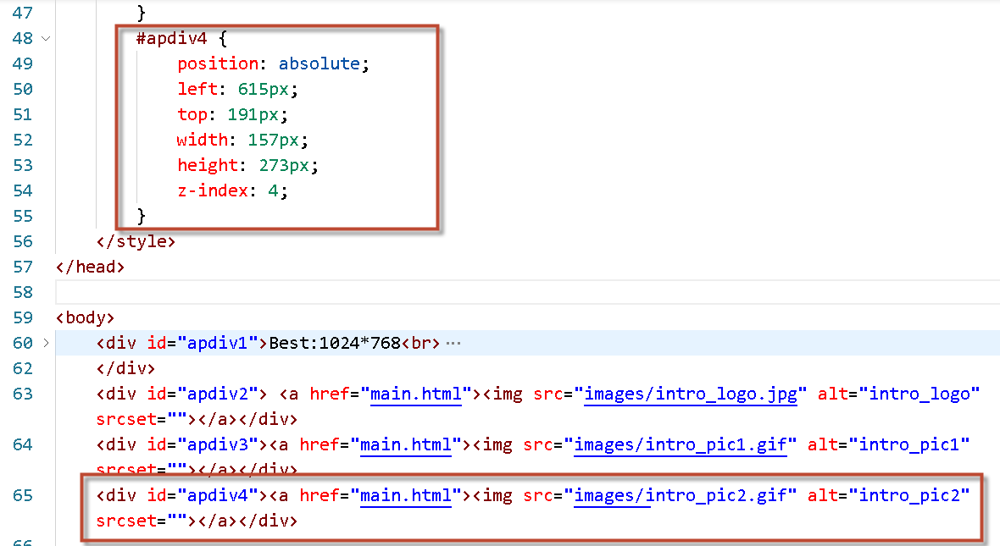 47 }
48 #apdiv4 {
49 position: absolute;
50 left: 615px;
51 top: 191px;
52 width: 157px;
53 height: 273px;
54 z-index: 4;
55 }
56 </style>
57 </head>
58
59 <body>
60 <div id="apdiv1">Best:1024*768<br> ···
62 </div>
63 <div id="apdiv2"> <a href="main.html"><img src="images/intro_logo.jpg" alt="intro_logo"
srcset=""></a></div>
64 <div id="apdiv3"><a href="main.html"><img src="images/intro_pic1.gif" alt="intro_pic1"
srcset=""></a></div>
65 <div id="apdiv4"><a href="main.html"><img src="images/intro_pic2.gif" alt="intro_pic2"
srcset=""></a></div>
66